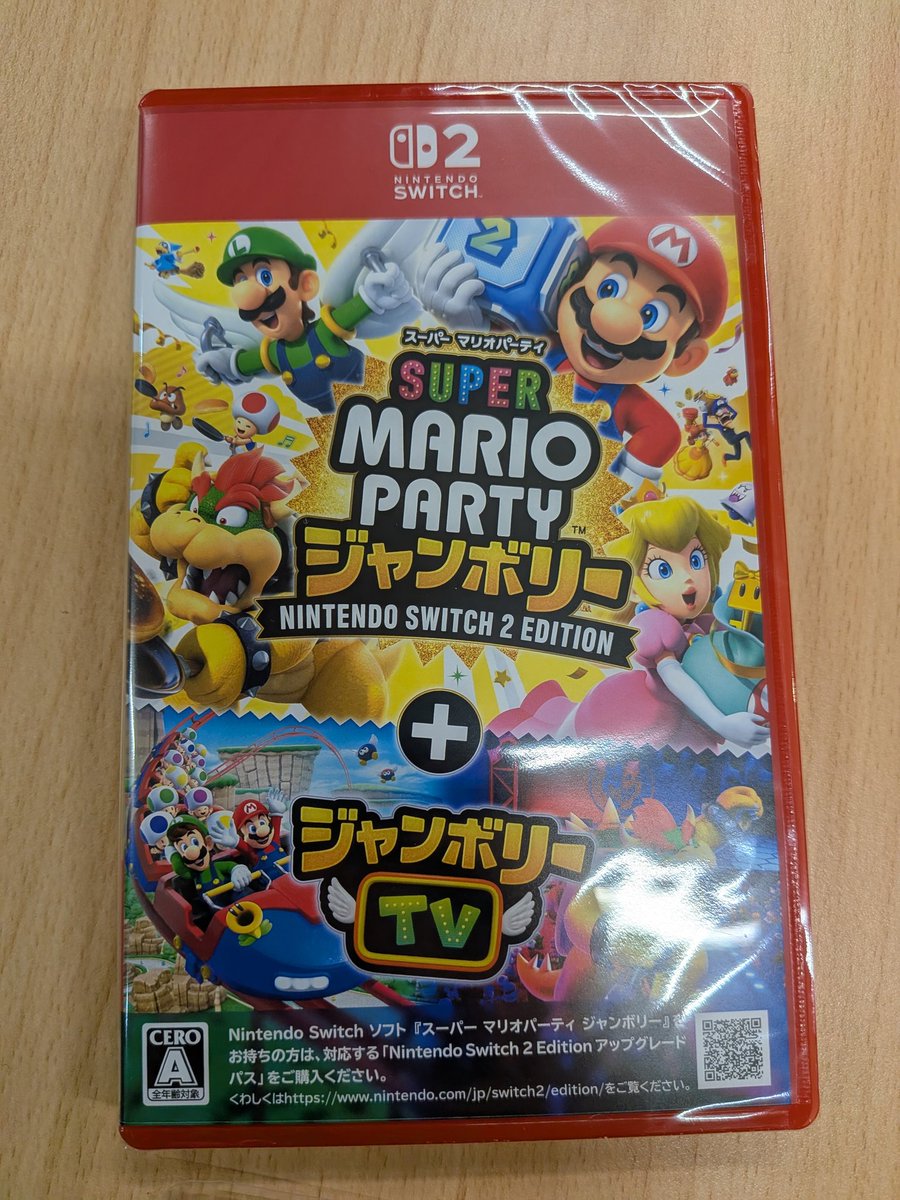 2
NINTENDO
SWITCH™
2
M
L
スーパー マリオパーティ
SUPER
MARIO
PARTY™
ジャンボリー
NINTENDO SWITCH 2 EDITION
+
M
ジャンボリー
TV
CERO
A
全年齢対象
Nintendo Switch ソフト『スーパー マリオパーティ ジャンボリー』を
お持ちの方は、対応する「Nintendo Switch 2 Edition アップグレード
パス」をご購入ください。
くわしくはhttps://www.nintendo.com/jp/switch2/edition/をご覧ください。